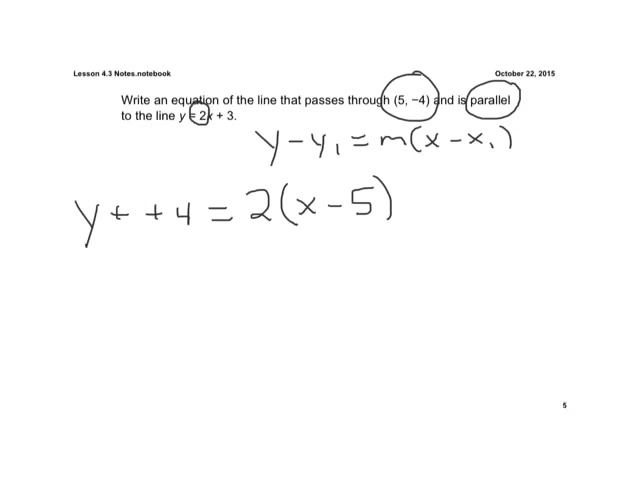 Lesson 4.3 Notes.notebook
October 22, 2015
Write an equation of the line that passes through (5, −4) and is parallel
to the line y = 2x + 3.
y − y₁ = m(x − x₁)
y + + 4 = 2(x − 5)
5